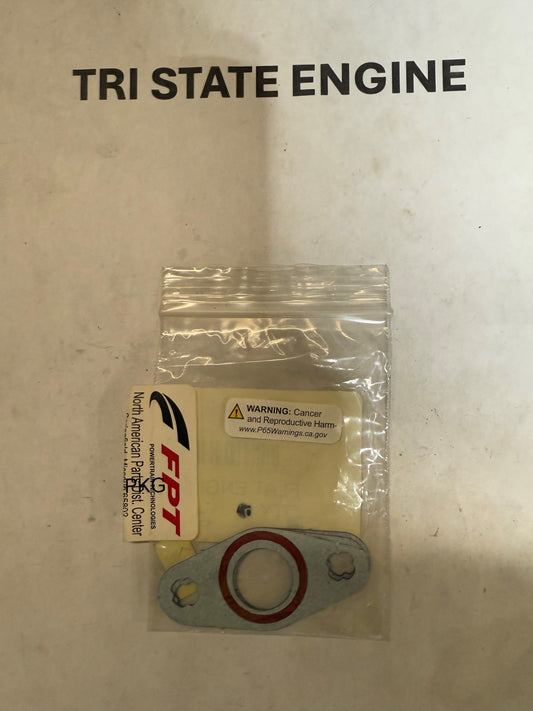 TRI STATE ENGINE
WARNING: Cancer
and Reproductive Harm-
www.P65Warnings.ca.gov
FPT
POWERTRAIN TECHNOLOGIES
North American Parts Dist. Center
PKG